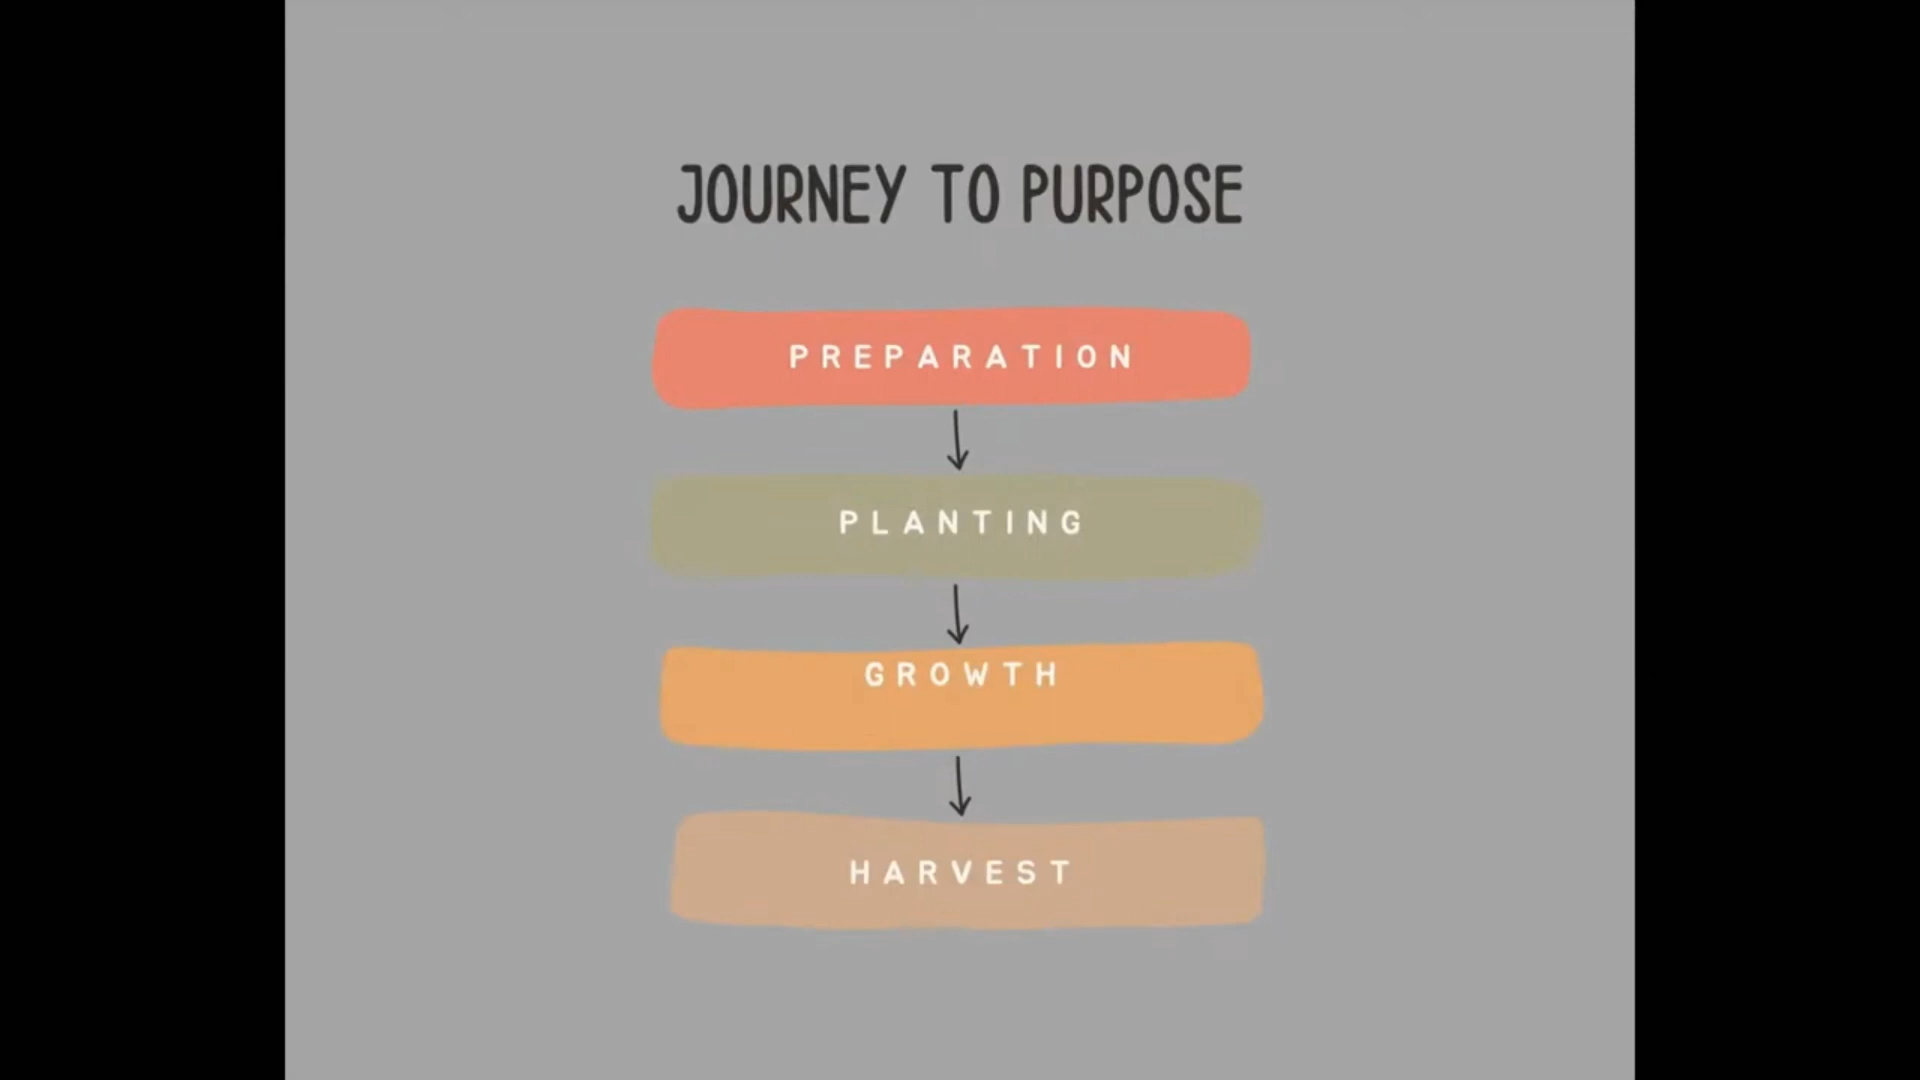 JOURNEY TO PURPOSE
PREPARATION
PLANTING
GROWTH
HARVEST